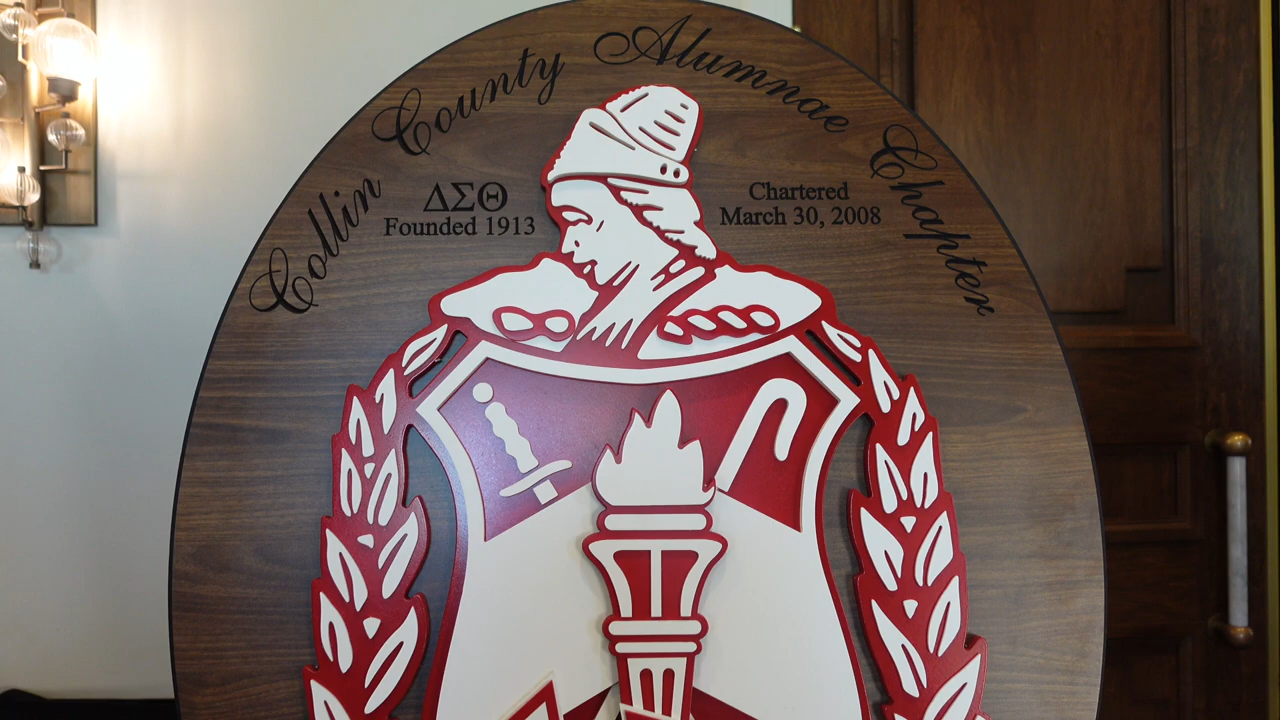 Collin County Alumnae Chapter
ΔΣΘ
Founded 1913
Chartered
March 30, 2008